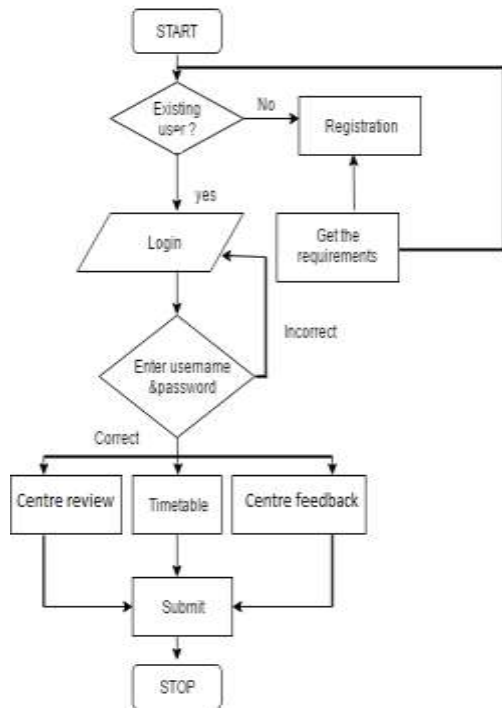 START
Existing
user ?
No
Registration
yes
Login
Get the
requirements
Incorrect
Enter username
&password
Correct
Centre review
Timetable
Centre feedback
Submit
STOP